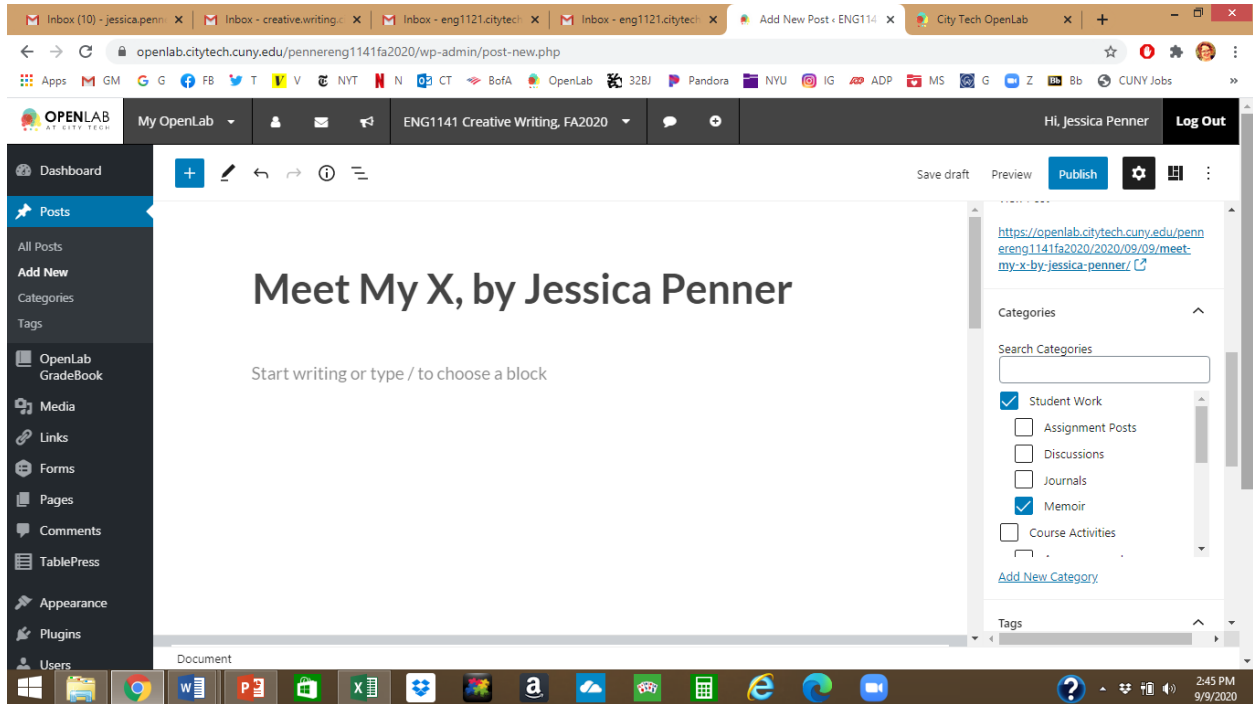 Inbox (10) - jessica.penn
Inbox - creative.writing.c
Inbox - eng1121.citytech
Inbox - eng1121.citytech
Add New Post ‹ ENG114
City Tech OpenLab
openlab.citytech.cuny.edu/pennereng1141fa2020/wp-admin/post-new.php
Apps GM G FB T V NYT N CT BofA OpenLab 32BJ Pandora NYU IG ADP MS G Z Bb CUNY Jobs »
OPENLAB
AT CITY TECH
My OpenLab
ENG1141 Creative Writing, FA2020
Hi, Jessica Penner
Log Out
Dashboard
Posts
All Posts
Add New
Categories
Tags
OpenLab
GradeBook
Media
Links
Forms
Pages
Comments
TablePress
Appearance
Plugins
Users
Save draft
Preview
Publish
Meet My X, by Jessica Penner
Start writing or type / to choose a block
Document
https://openlab.citytech.cuny.edu/penn
ereng1141fa2020/2020/09/09/meet-
my-x-by-jessica-penner/
Categories
Search Categories
Student Work
Assignment Posts
Discussions
Journals
Memoir
Course Activities
Add New Category
Tags
2:45 PM
9/9/2020